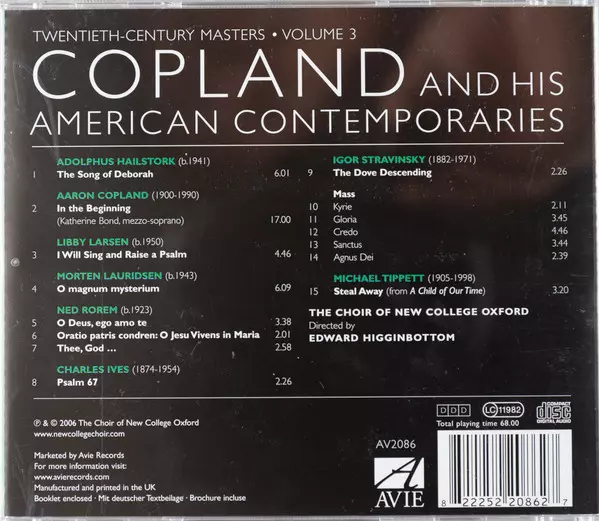 TWENTIETH-CENTURY MASTERS • VOLUME 3
COPLAND AND HIS
AMERICAN CONTEMPORARIES
ADOLPHUS HAILSTORK (b.1941)
1 The Song of Deborah 6.01
AARON COPLAND (1900-1990)
2 In the Beginning
(Katherine Bond, mezzo-soprano) 17.00
LIBBY LARSEN (b.1950)
3 I Will Sing and Raise a Psalm 4.46
MORTEN LAURIDSEN (b.1943)
4 O magnum mysterium 6.09
NED ROREM (b.1923)
5 O Deus, ego amo te 3.38
6 Oratio patris condren: O Jesu Vivens in Maria 2.01
7 Thee, God ... 2.58
CHARLES IVES (1874-1954)
8 Psalm 67 2.26
IGOR STRAVINSKY (1882-1971)
9 The Dove Descending 2.26
Mass
10 Kyrie 2.11
11 Gloria 3.45
12 Credo 4.46
13 Sanctus 3.44
14 Agnus Dei 2.39
MICHAEL TIPPETT (1905-1998)
15 Steal Away (from A Child of Our Time) 3.20
THE CHOIR OF NEW COLLEGE OXFORD
Directed by
EDWARD HIGGINBOTTOM
℗ & © 2006 The Choir of New College Oxford
www.newcollegechoir.com
Marketed by Avie Records
For more information visit:
www.avierecords.com
Manufactured and printed in the UK
Booklet enclosed • Mit deutscher Textbeilage • Brochure incluse
AV2086
A
AVIE
DDD
LC 11982
COMPACT
disc
DIGITAL AUDIO
Total playing time 68.00
8 22252 20862 7